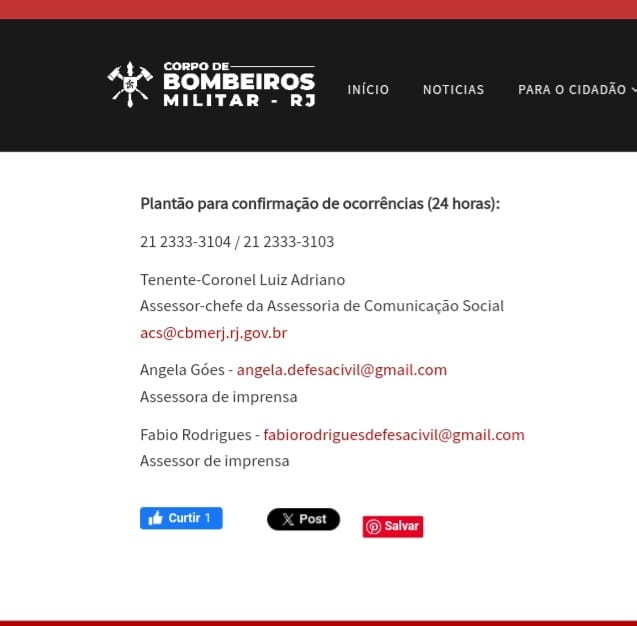 CORPO DE
BOMBEIROS
MILITAR - RJ
INÍCIO NOTICIAS PARA O CIDADÃO
Plantão para confirmação de ocorrências (24 horas):
21 2333-3104 / 21 2333-3103
Tenente-Coronel Luiz Adriano
Assessor-chefe da Assessoria de Comunicação Social
acs@cbmerj.rj.gov.br
Angela Góes - angela.defesacivil@gmail.com
Assessora de imprensa
Fabio Rodrigues - fabiorodriguesdefesacivil@gmail.com
Assessor de imprensa
Curtir 1 Post Salvar